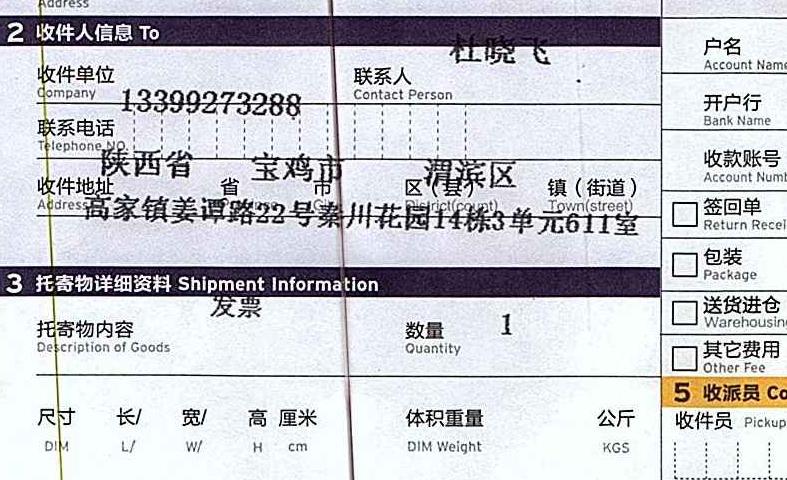 Address
2 收件人信息 To
杜晓飞
收件单位 联系人 户名
Company Contact Person Account Name
13399273288
联系电话 开户行
Telephone NO. Bank Name
陕西省 宝鸡市 渭滨区
收件地址 省 市 区(县) 镇(街道) 收款账号
Address District(count) Town(street) Account Numb
高家镇姜谭路22号秦川花园14栋3单元611室
签回单
Return Recei
3 托寄物详细资料 Shipment Information
包装
Package
发票
托寄物内容 数量 1 送货进仓
Description of Goods Quantity Warehousing
其它费用
Other Fee
5 收派员 Co
尺寸 长/ 宽/ 高 厘米 体积重量 公斤 收件员 Pickup
DIM L/ W/ H cm DIM Weight KGS